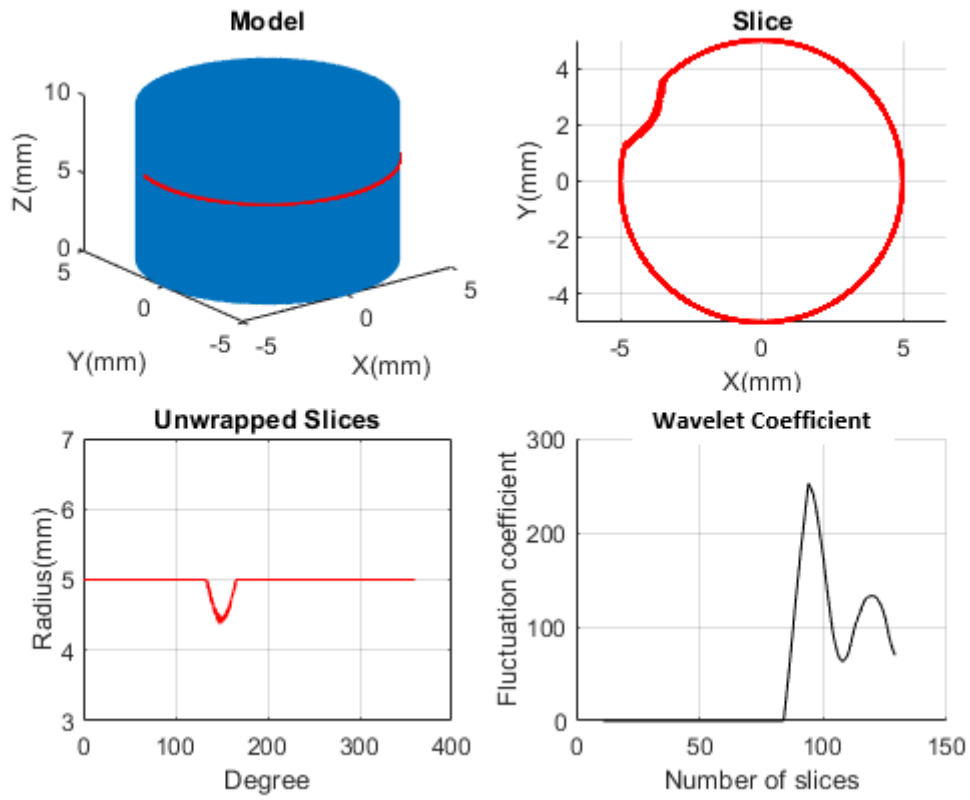 Model
10
5
0
Z(mm)
5
0
-5
Y(mm)
-5
0
5
X(mm)
Slice
4
2
0
-2
-4
Y(mm)
-5
0
5
X(mm)
Unwrapped Slices
7
6
5
4
3
Radius(mm)
0
100
200
300
400
Degree
Wavelet Coefficient
300
200
100
0
Fluctuation coefficient
0
50
100
150
Number of slices